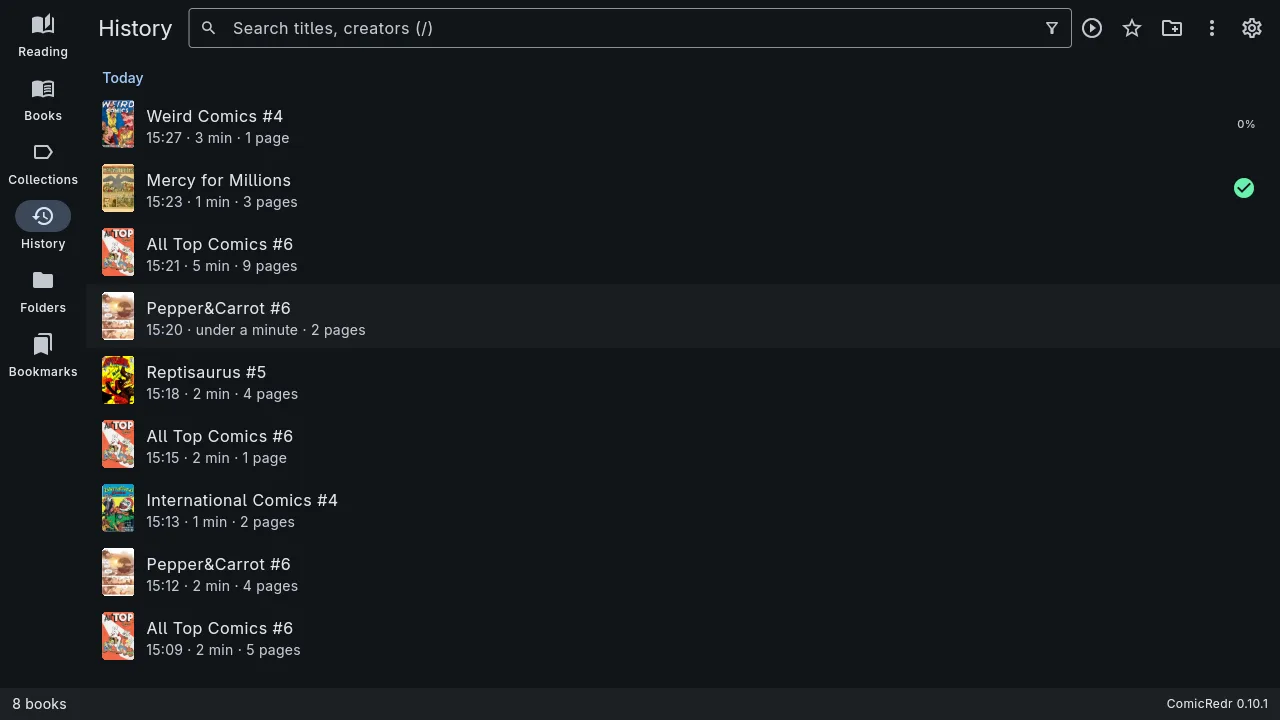 Reading
Books
Collections
History
Folders
Bookmarks
History
Search titles, creators (/)
Today
Weird Comics #4
15:27 · 3 min · 1 page
0%
Mercy for Millions
15:23 · 1 min · 3 pages
All Top Comics #6
15:21 · 5 min · 9 pages
Pepper&Carrot #6
15:20 · under a minute · 2 pages
Reptisaurus #5
15:18 · 2 min · 4 pages
All Top Comics #6
15:15 · 2 min · 1 page
International Comics #4
15:13 · 1 min · 2 pages
Pepper&Carrot #6
15:12 · 2 min · 4 pages
All Top Comics #6
15:09 · 2 min · 5 pages
8 books
ComicRedr 0.10.1